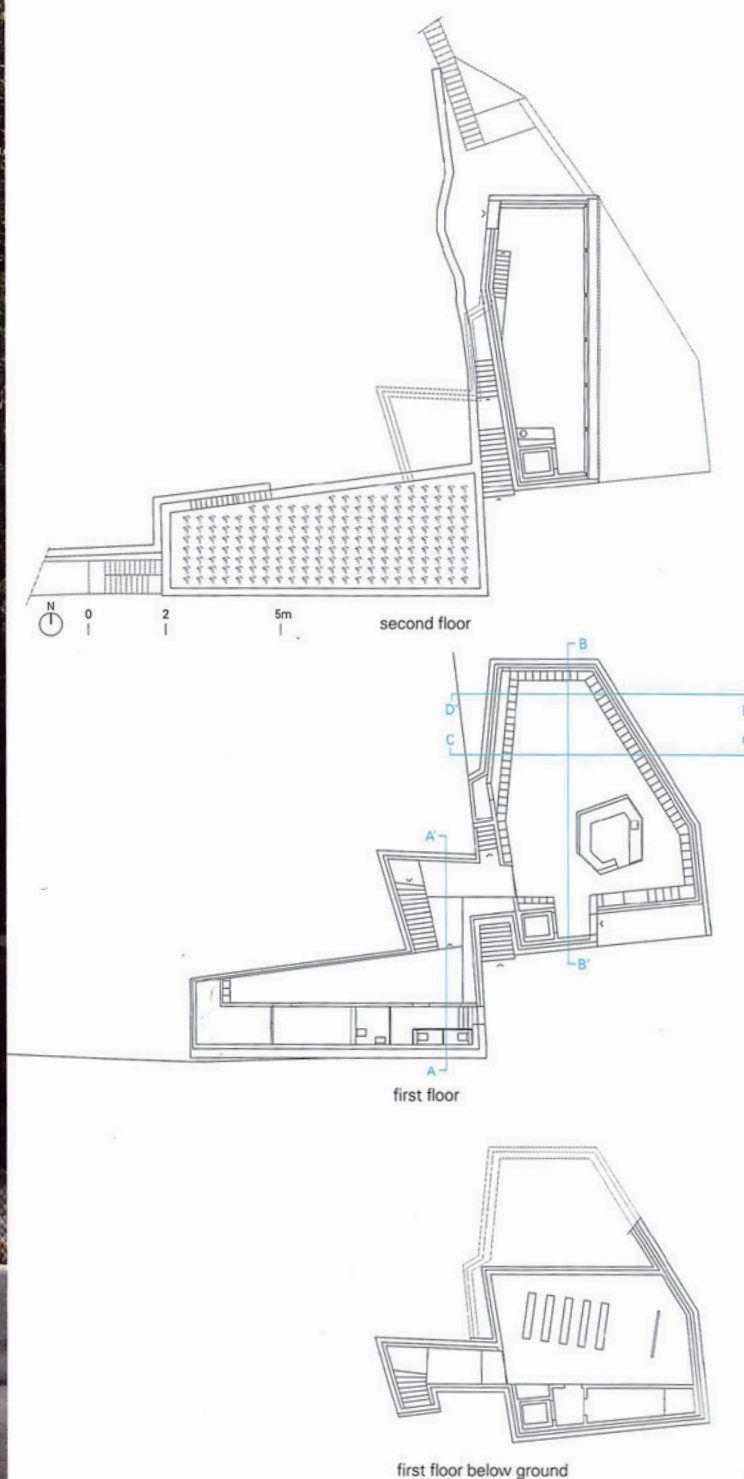 N
0 2 5m
second floor
B
D'
C
A'
B'
A
first floor
first floor below ground